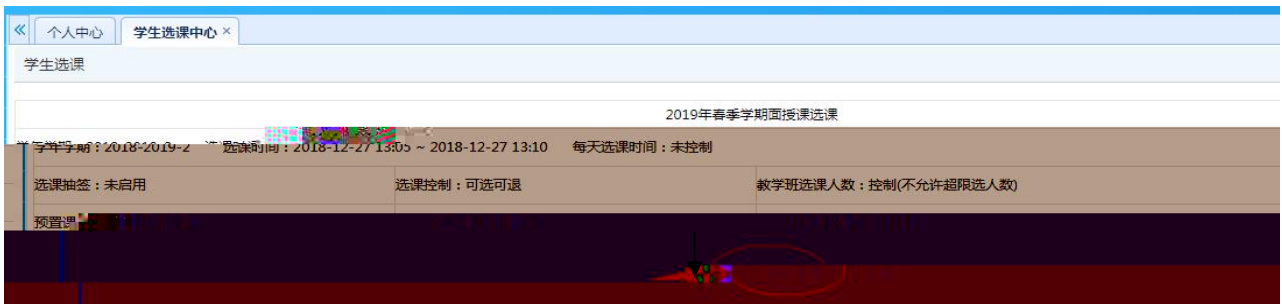 个人中心 学生选课中心 ×
学生选课
2019年春季学期面授课选课
学年学期：2018-2019-2 选课时间：2018-12-27 13:05 ~ 2018-12-27 13:10 每天选课时间：未控制
选课抽签：未启用 选课控制：可选可退 教学班选课人数：控制(不允许超限选人数)
预置课